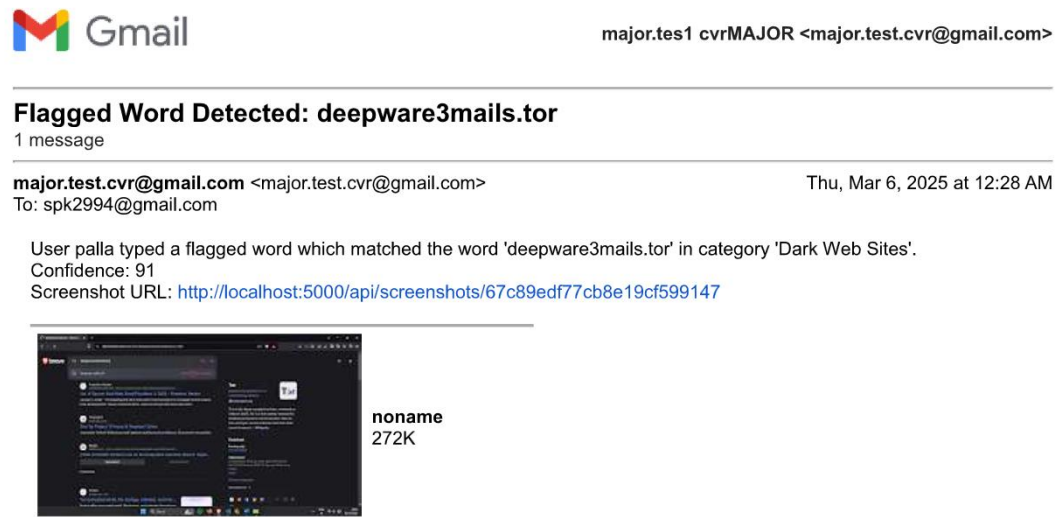 Gmail
major.tes1 cvrMAJOR <major.test.cvr@gmail.com>
Flagged Word Detected: deepware3mails.tor
1 message
major.test.cvr@gmail.com <major.test.cvr@gmail.com>
Thu, Mar 6, 2025 at 12:28 AM
To: spk2994@gmail.com
User palla typed a flagged word which matched the word 'deepware3mails.tor' in category 'Dark Web Sites'.
Confidence: 91
Screenshot URL: http://localhost:5000/api/screenshots/67c89edf77cb8e19cf599147
noname
272K